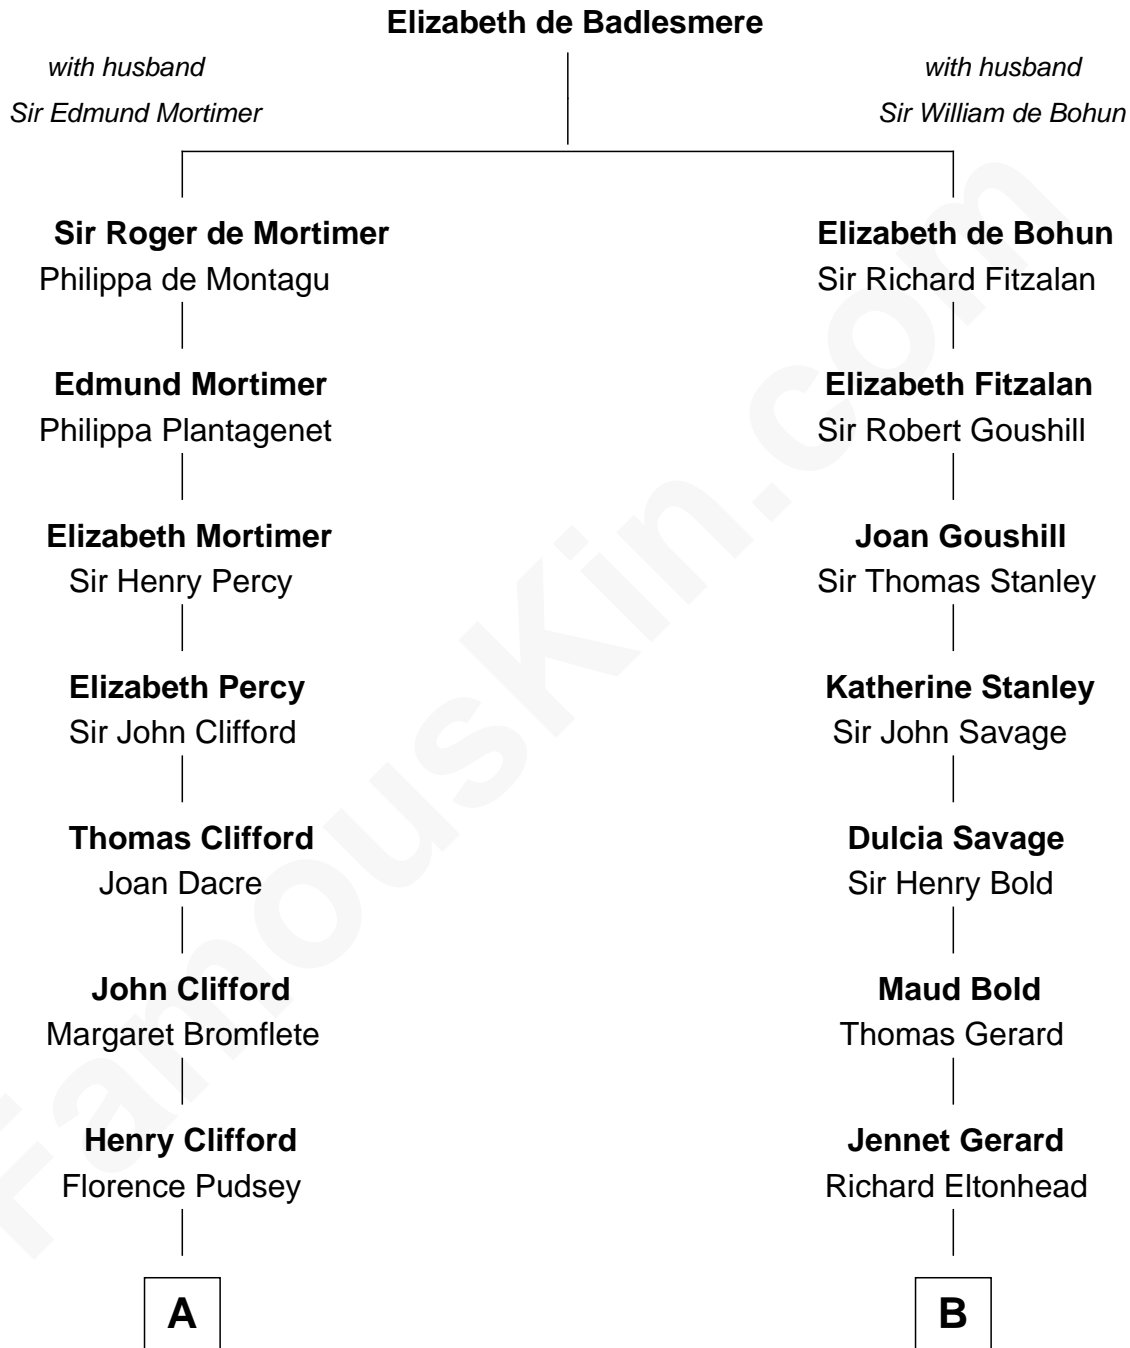 Elizabeth de Badlesmere
with husband
Sir Edmund Mortimer
with husband
Sir William de Bohun
Sir Roger de Mortimer
Philippa de Montagu
Elizabeth de Bohun
Sir Richard Fitzalan
Edmund Mortimer
Philippa Plantagenet
Elizabeth Fitzalan
Sir Robert Goushill
Elizabeth Mortimer
Sir Henry Percy
Joan Goushill
Sir Thomas Stanley
Elizabeth Percy
Sir John Clifford
Katherine Stanley
Sir John Savage
Thomas Clifford
Joan Dacre
Dulcia Savage
Sir Henry Bold
John Clifford
Margaret Bromflete
Maud Bold
Thomas Gerard
Henry Clifford
Florence Pudsey
Jennet Gerard
Richard Eltonhead
A
B
FamousKin.com